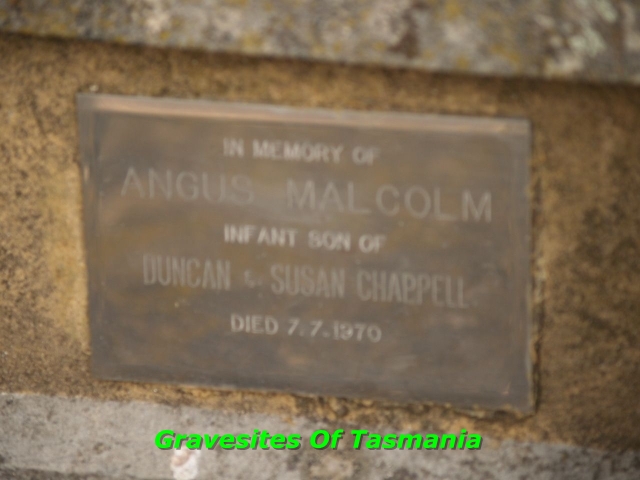 IN MEMORY OF
ANGUS MALCOLM
INFANT SON OF
DUNCAN & SUSAN CHAPPELL
DIED 7.7.1970
Gravesites Of Tasmania